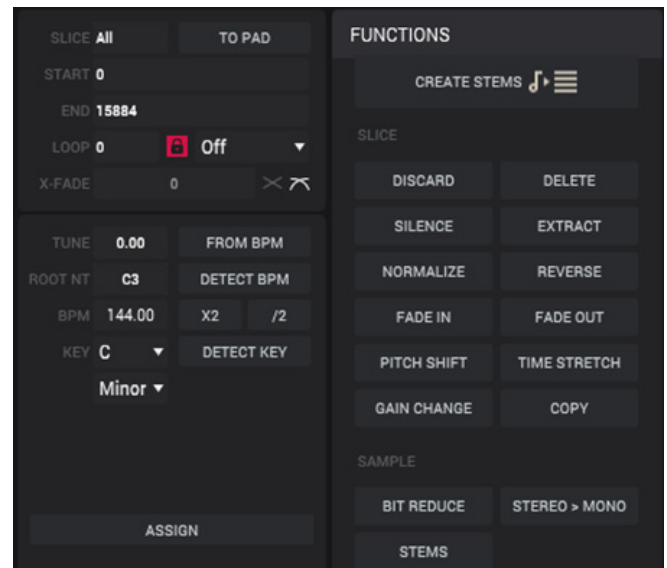 SLICE All TO PAD
START 0
END 15884
LOOP 0 Off
X-FADE 0
TUNE 0.00 FROM BPM
ROOT NT C3 DETECT BPM
BPM 144.00 X2 /2
KEY C DETECT KEY
Minor
ASSIGN
FUNCTIONS
CREATE STEMS
SLICE
DISCARD DELETE
SILENCE EXTRACT
NORMALIZE REVERSE
FADE IN FADE OUT
PITCH SHIFT TIME STRETCH
GAIN CHANGE COPY
SAMPLE
BIT REDUCE STEREO > MONO
STEMS